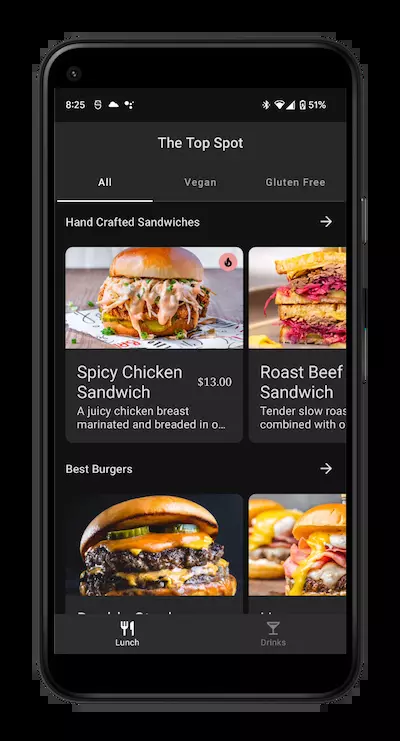 8:25
51%
The Top Spot
All
Vegan
Gluten Free
Hand Crafted Sandwiches
Spicy Chicken
Sandwich
$13.00
A juicy chicken breast
marinated and breaded in o...
Roast Beef
Sandwich
Tender slow roas
combined with o
Best Burgers
Lunch
Drinks